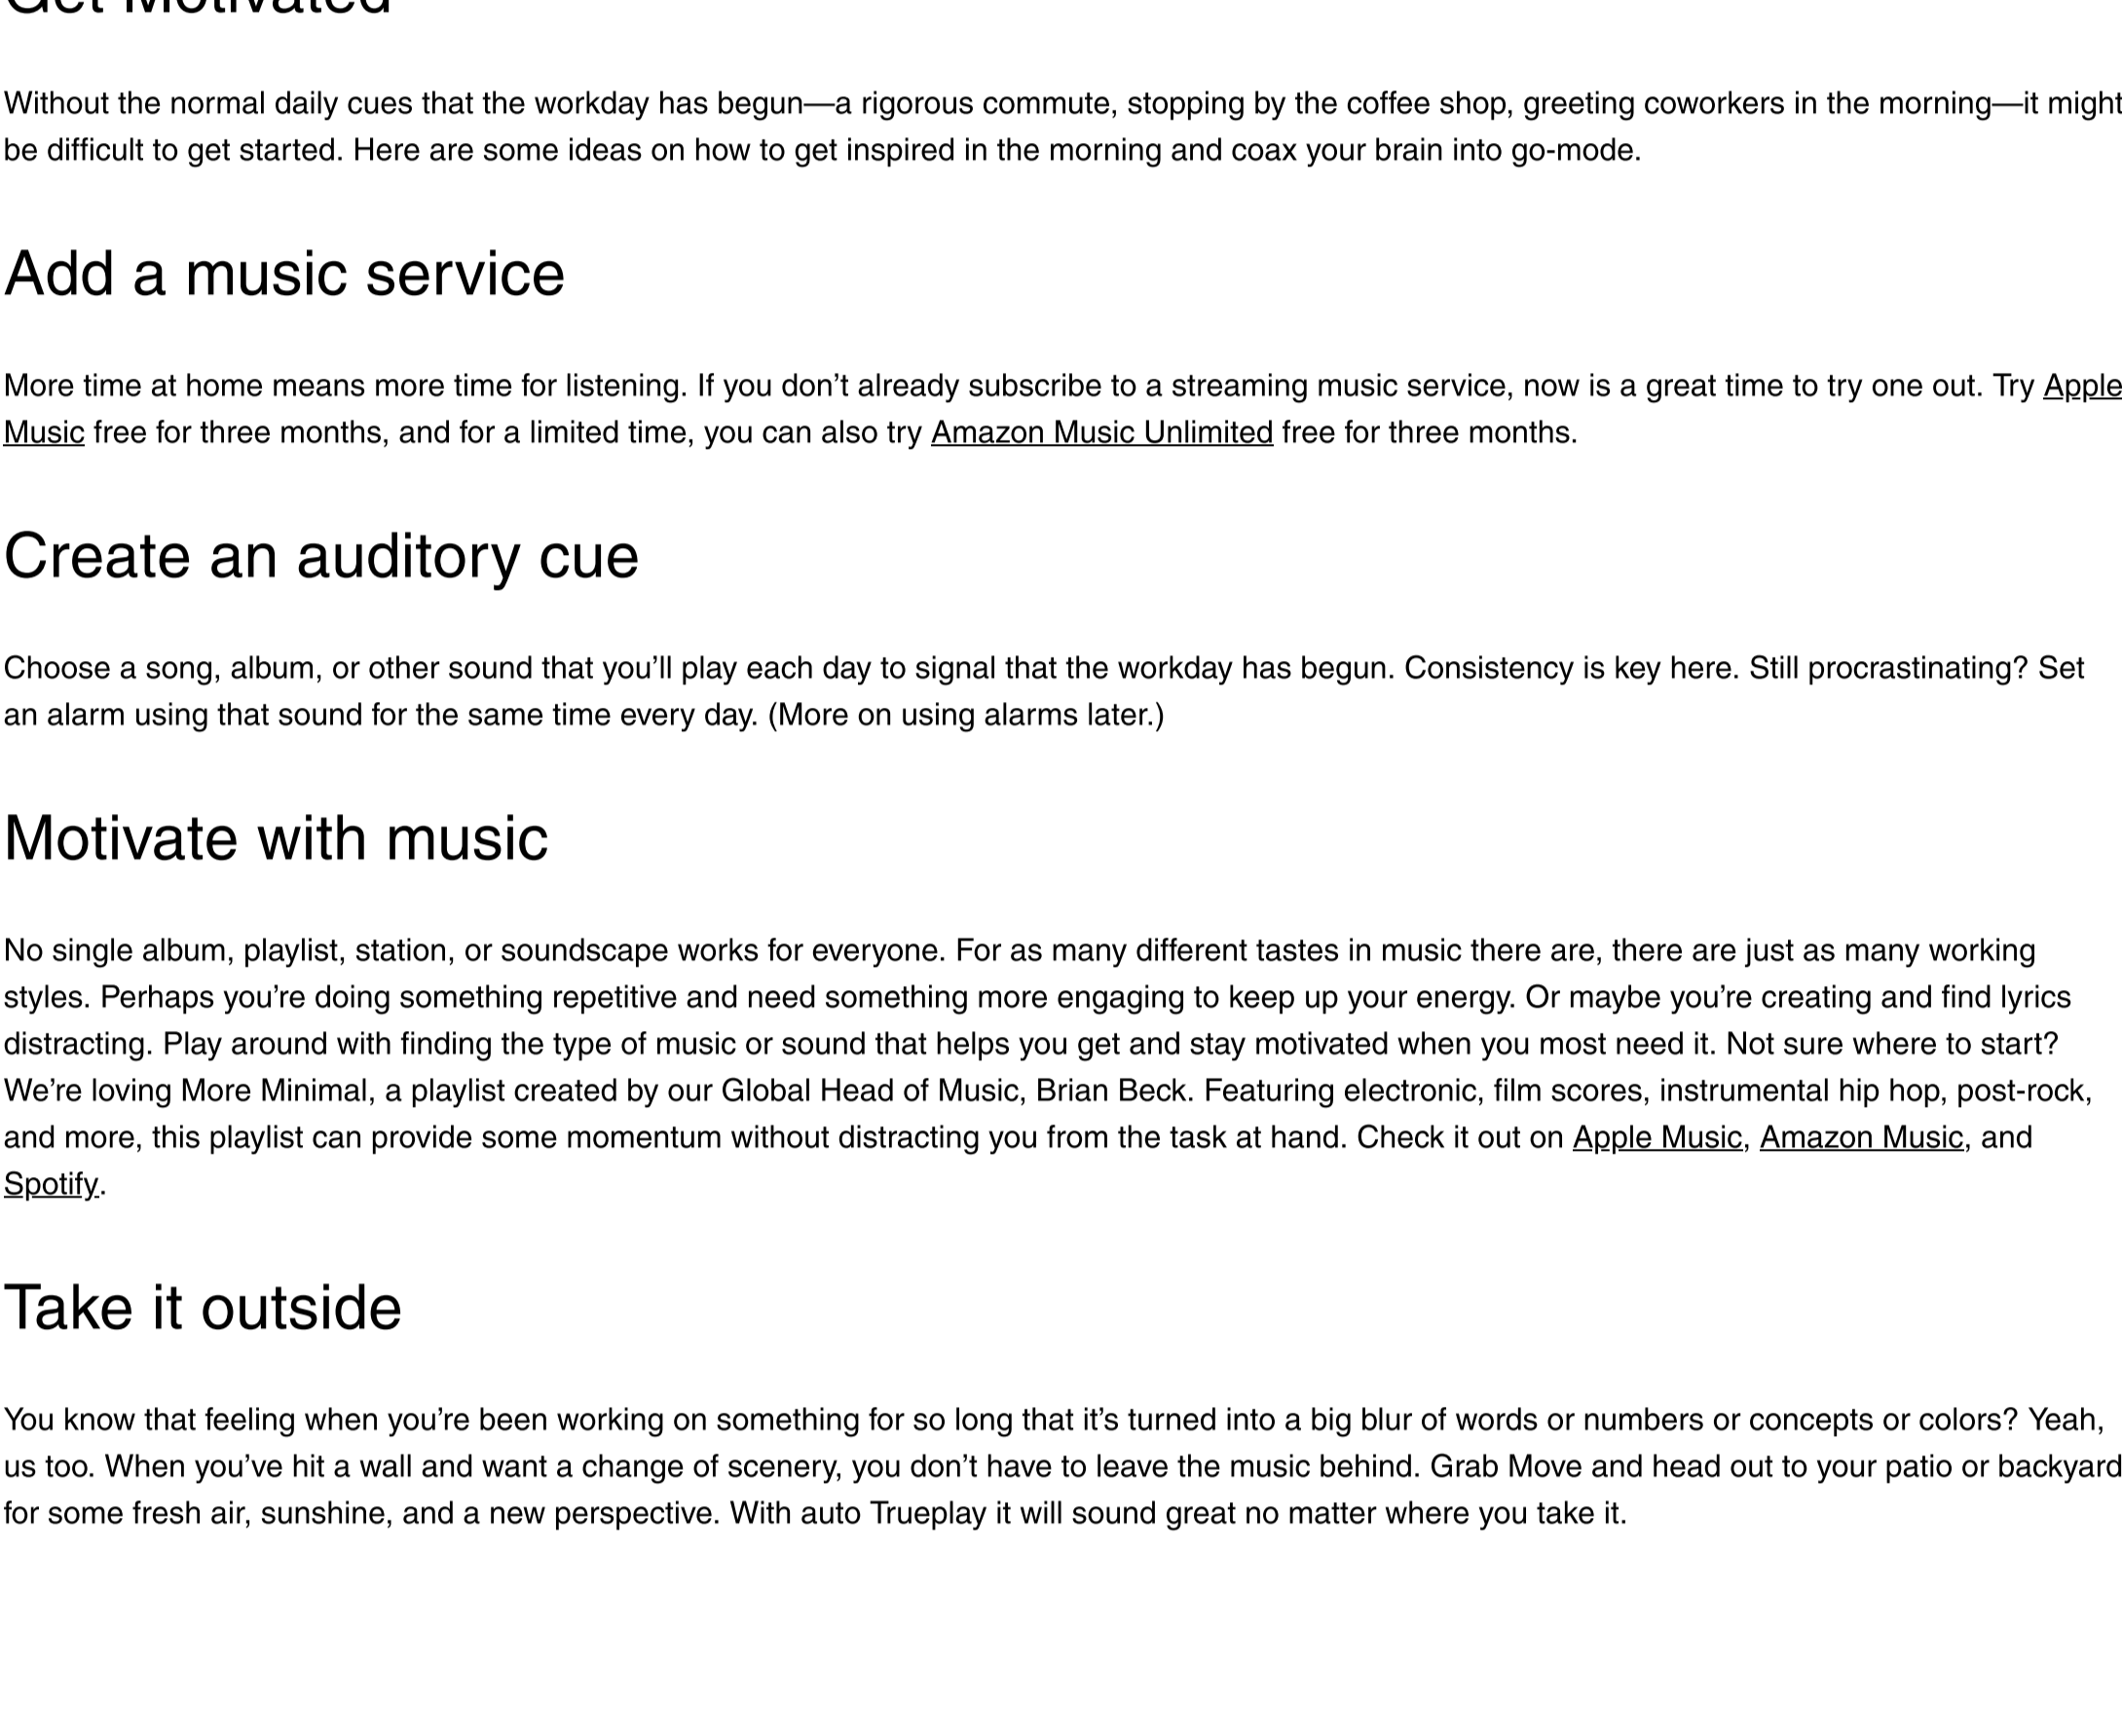 Get Motivated
Without the normal daily cues that the workday has begun—a rigorous commute, stopping by the coffee shop, greeting coworkers in the morning—it might
be difficult to get started. Here are some ideas on how to get inspired in the morning and coax your brain into go-mode.
Add a music service
More time at home means more time for listening. If you don’t already subscribe to a streaming music service, now is a great time to try one out. Try Apple
Music free for three months, and for a limited time, you can also try Amazon Music Unlimited free for three months.
Create an auditory cue
Choose a song, album, or other sound that you’ll play each day to signal that the workday has begun. Consistency is key here. Still procrastinating? Set
an alarm using that sound for the same time every day. (More on using alarms later.)
Motivate with music
No single album, playlist, station, or soundscape works for everyone. For as many different tastes in music there are, there are just as many working
styles. Perhaps you’re doing something repetitive and need something more engaging to keep up your energy. Or maybe you’re creating and find lyrics
distracting. Play around with finding the type of music or sound that helps you get and stay motivated when you most need it. Not sure where to start?
We’re loving More Minimal, a playlist created by our Global Head of Music, Brian Beck. Featuring electronic, film scores, instrumental hip hop, post-rock,
and more, this playlist can provide some momentum without distracting you from the task at hand. Check it out on Apple Music, Amazon Music, and
Spotify.
Take it outside
You know that feeling when you’re been working on something for so long that it’s turned into a big blur of words or numbers or concepts or colors? Yeah,
us too. When you’ve hit a wall and want a change of scenery, you don’t have to leave the music behind. Grab Move and head out to your patio or backyard
for some fresh air, sunshine, and a new perspective. With auto Trueplay it will sound great no matter where you take it.